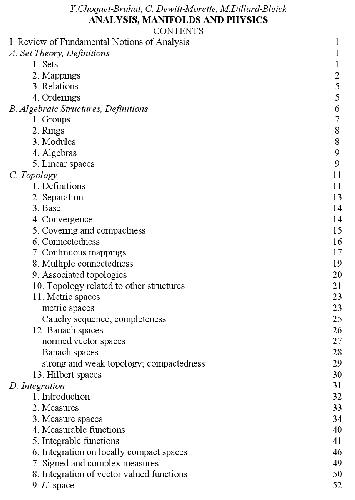 Y.Choquet-Bruhat, C. Dewitt-Morette, M.Dillard-Bleick
ANALYSIS, MANIFOLDS AND PHYSICS
CONTENTS
I. Review of Fundamental Notions of Analysis 1
A. Set Theory, Definitions 1
1. Sets 1
2. Mappings 2
3. Relations 5
4. Orderings 5
B. Algebraic Structures, Definitions 6
1. Groups 7
2. Rings 8
3. Modules 8
4. Algebras 9
5. Linear spaces 9
C. Topology 11
1. Definitions 11
2. Separation 13
3. Base 14
4. Convergence 14
5. Covering and compactness 15
6. Connectedness 16
7. Continuous mappings 17
8. Multiple connectedness 19
9. Associated topologies 20
10. Topology related to other structures 21
11. Metric spaces 23
metric spaces 23
Cauchy sequence; completeness 25
12. Banach spaces 26
normed vector spaces 27
Banach spaces 28
strong and weak topology; compactedness 29
13. Hilbert spaces 30
D. Integration 31
1. Introduction 32
2. Measures 33
3. Measure spaces 34
4. Measurable functions 40
5. Integrable functions 41
6. Integration on locally compact spaces 46
7. Signed and complex measures 49
8. Integration of vector valued functions 50
9. space 52